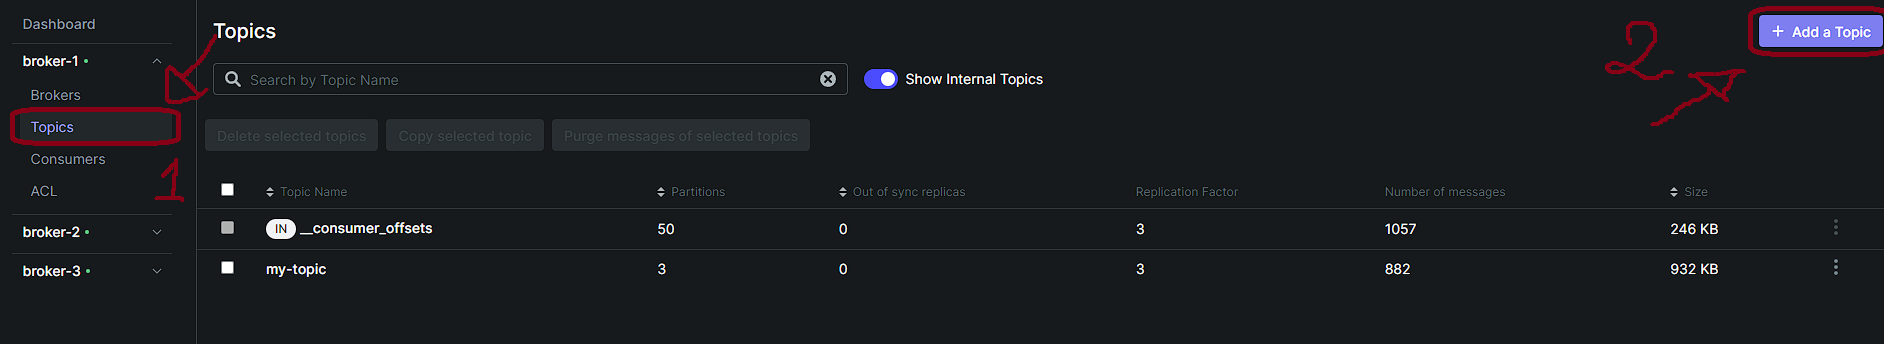 Dashboard
broker-1
Brokers
Topics
Consumers
ACL
broker-2
broker-3
1
Topics
2
+ Add a Topic
Search by Topic Name
Show Internal Topics
Delete selected topics
Copy selected topic
Purge messages of selected topics
Topic Name Partitions Out of sync replicas Replication Factor Number of messages Size
IN __consumer_offsets 50 0 3 1057 246 KB
my-topic 3 0 3 882 932 KB